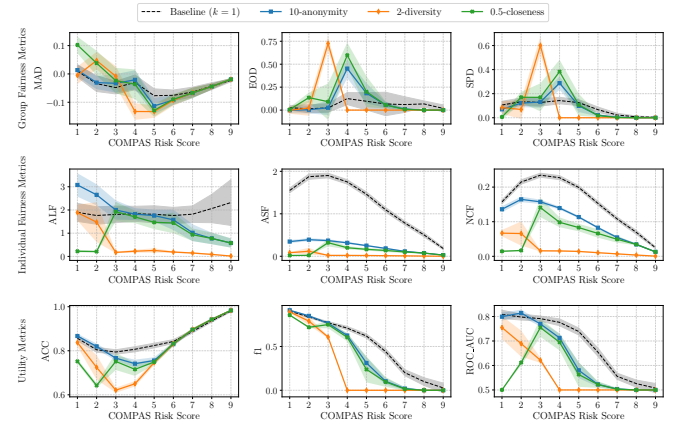 Baseline (k = 1) 10-anonymity 2-diversity 0.5-closeness
Group Fairness Metrics
MAD
0.1
0.0
−0.1
1 2 3 4 5 6 7 8 9
COMPAS Risk Score
EOD
0.75
0.50
0.25
0.00
1 2 3 4 5 6 7 8 9
COMPAS Risk Score
SPD
0.6
0.4
0.2
0.0
1 2 3 4 5 6 7 8 9
COMPAS Risk Score
Individual Fairness Metrics
ALF
3
2
1
0
1 2 3 4 5 6 7 8 9
COMPAS Risk Score
ASF
2
1
0
1 2 3 4 5 6 7 8 9
COMPAS Risk Score
NCF
0.2
0.1
0.0
1 2 3 4 5 6 7 8 9
COMPAS Risk Score
Utility Metrics
ACC
1.0
0.8
0.6
1 2 3 4 5 6 7 8 9
COMPAS Risk Score
f1
0.5
0.0
1 2 3 4 5 6 7 8 9
COMPAS Risk Score
ROC-AUC
0.8
0.7
0.6
0.5
1 2 3 4 5 6 7 8 9
COMPAS Risk Score